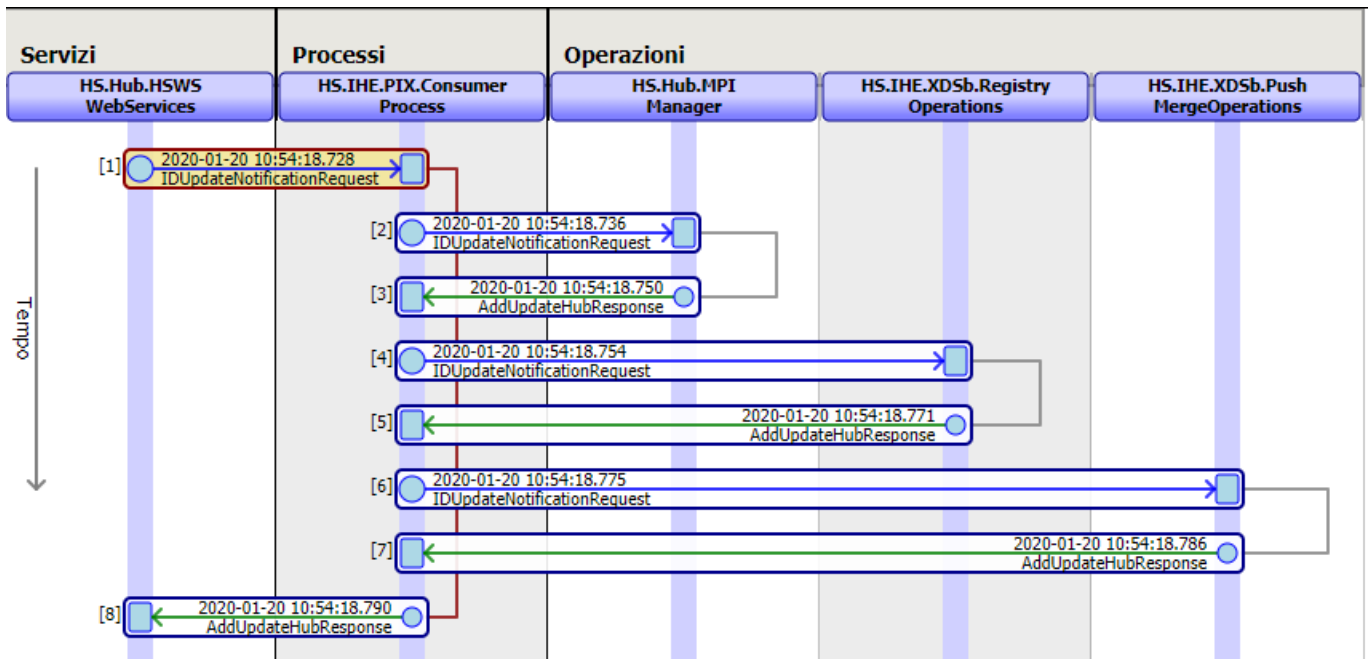 Servizi
Processi
Operazioni
HS.Hub.HSWS
WebServices
HS.IHE.PIX.Consumer
Process
HS.Hub.MPI
Manager
HS.IHE.XDSb.Registry
Operations
HS.IHE.XDSb.Push
MergeOperations
Tempo
[1]
2020-01-20 10:54:18.728
IDUpdateNotificationRequest
[2]
2020-01-20 10:54:18.736
IDUpdateNotificationRequest
[3]
2020-01-20 10:54:18.750
AddUpdateHubResponse
[4]
2020-01-20 10:54:18.754
IDUpdateNotificationRequest
[5]
2020-01-20 10:54:18.771
AddUpdateHubResponse
[6]
2020-01-20 10:54:18.775
IDUpdateNotificationRequest
[7]
2020-01-20 10:54:18.786
AddUpdateHubResponse
[8]
2020-01-20 10:54:18.790
AddUpdateHubResponse